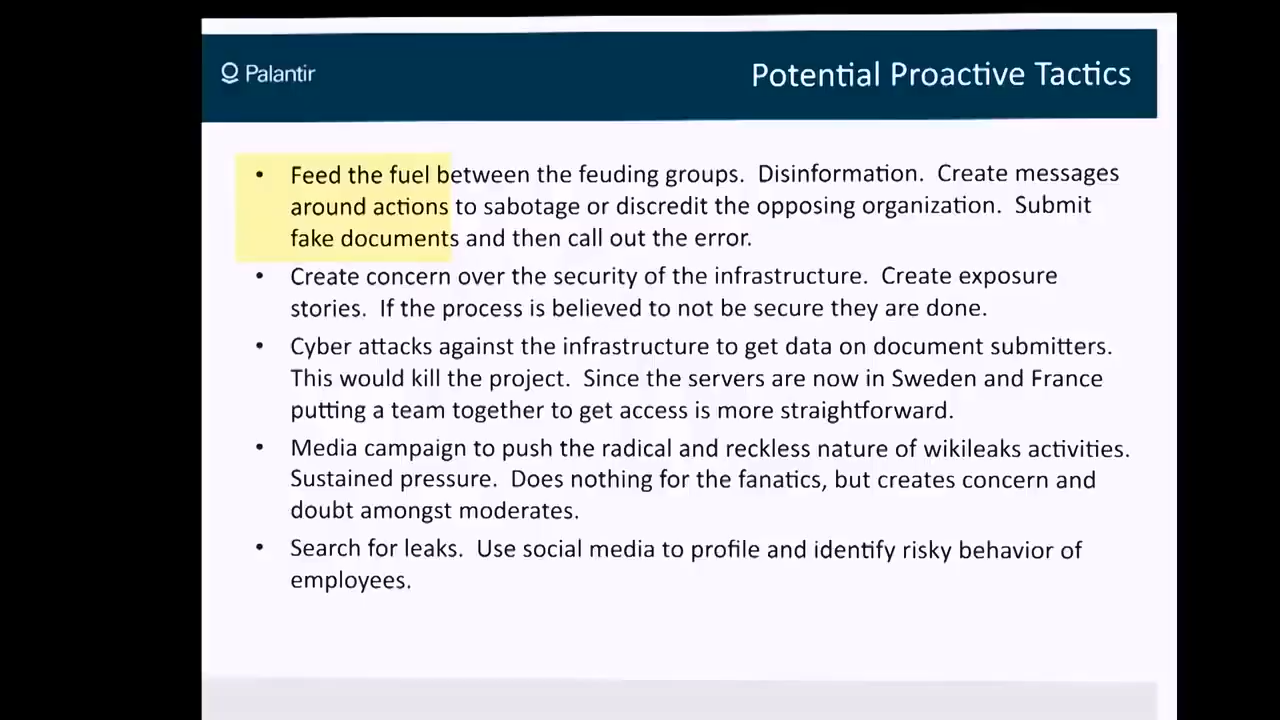 Palantir
Potential Proactive Tactics
• Feed the fuel between the feuding groups.  Disinformation.  Create messages
around actions to sabotage or discredit the opposing organization.  Submit
fake documents and then call out the error.
• Create concern over the security of the infrastructure.  Create exposure
stories.  If the process is believed to not be secure they are done.
• Cyber attacks against the infrastructure to get data on document submitters.
This would kill the project.  Since the servers are now in Sweden and France
putting a team together to get access is more straightforward.
• Media campaign to push the radical and reckless nature of wikileaks activities.
Sustained pressure.  Does nothing for the fanatics, but creates concern and
doubt amongst moderates.
• Search for leaks.  Use social media to profile and identify risky behavior of
employees.